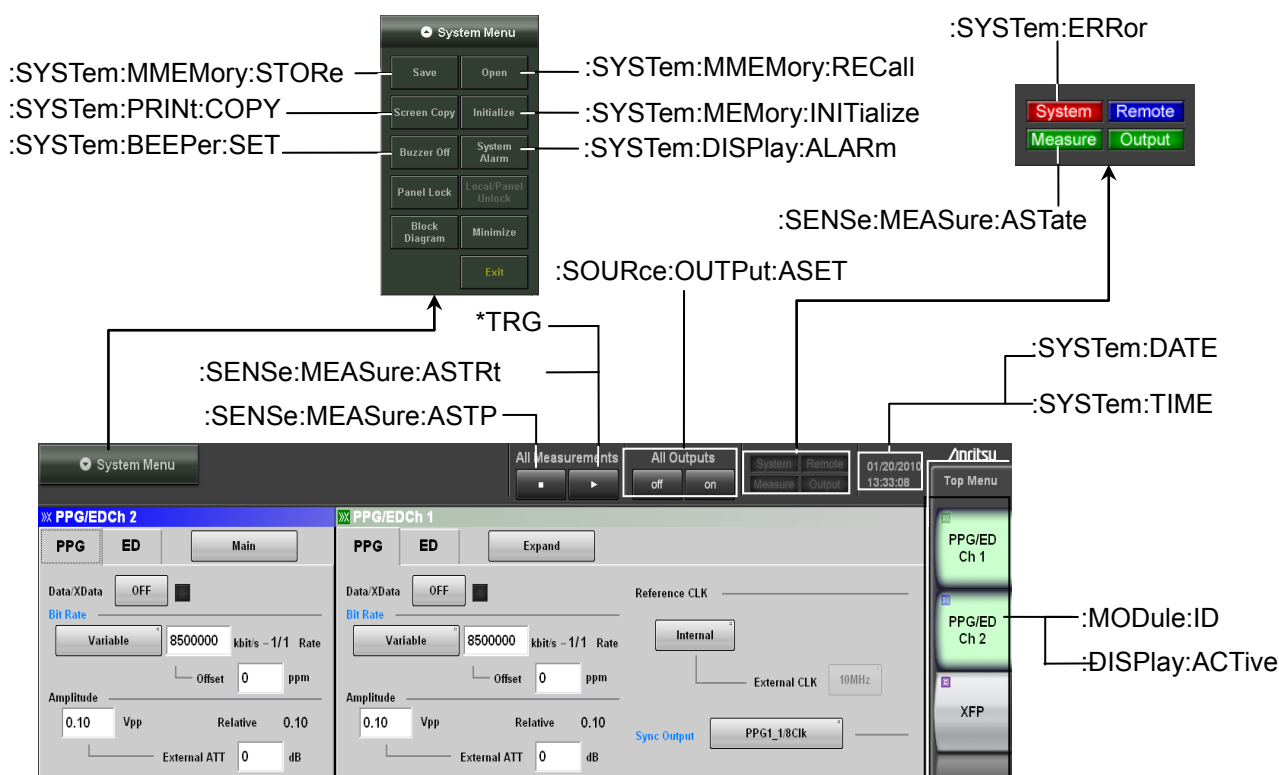 System Menu
:SYSTem:ERRor
:SYSTem:MMEMory:STORe
Save
Open
:SYSTem:MMEMory:RECall
:SYSTem:PRINt:COPY
Screen Copy
Initialize
:SYSTem:MEMory:INITialize
System
Remote
Measure
Output
:SYSTem:BEEPer:SET
Buzzer Off
System Alarm
:SYSTem:DISPlay:ALARm
Panel Lock
Local/Panel Unlock
:SENSe:MEASure:ASTate
Block Diagram
Minimize
Exit
:SOURce:OUTPut:ASET
*TRG
:SYSTem:DATE
:SENSe:MEASure:ASTRt
:SYSTem:TIME
:SENSe:MEASure:ASTP
System Menu
All Measurements
All Outputs
off
on
System
Remote
Measure
Output
01/20/2010
13:33:08
Anritsu
Top Menu
PPG/EDCh 2
PPG/EDCh 1
PPG ED Main
PPG ED Expand
PPG/ED
Ch 1
Data/XData OFF
Data/XData OFF
Reference CLK
Bit Rate
Bit Rate
Variable 8500000 kbit/s – 1/1 Rate
Variable 8500000 kbit/s – 1/1 Rate
Internal
PPG/ED
Ch 2
:MODule:ID
:DISPlay:ACTive
Offset 0 ppm
Offset 0 ppm
External CLK 10MHz
Amplitude
Amplitude
0.10 Vpp Relative 0.10
0.10 Vpp Relative 0.10
XFP
Sync Output PPG1_1/8Clk
External ATT 0 dB
External ATT 0 dB